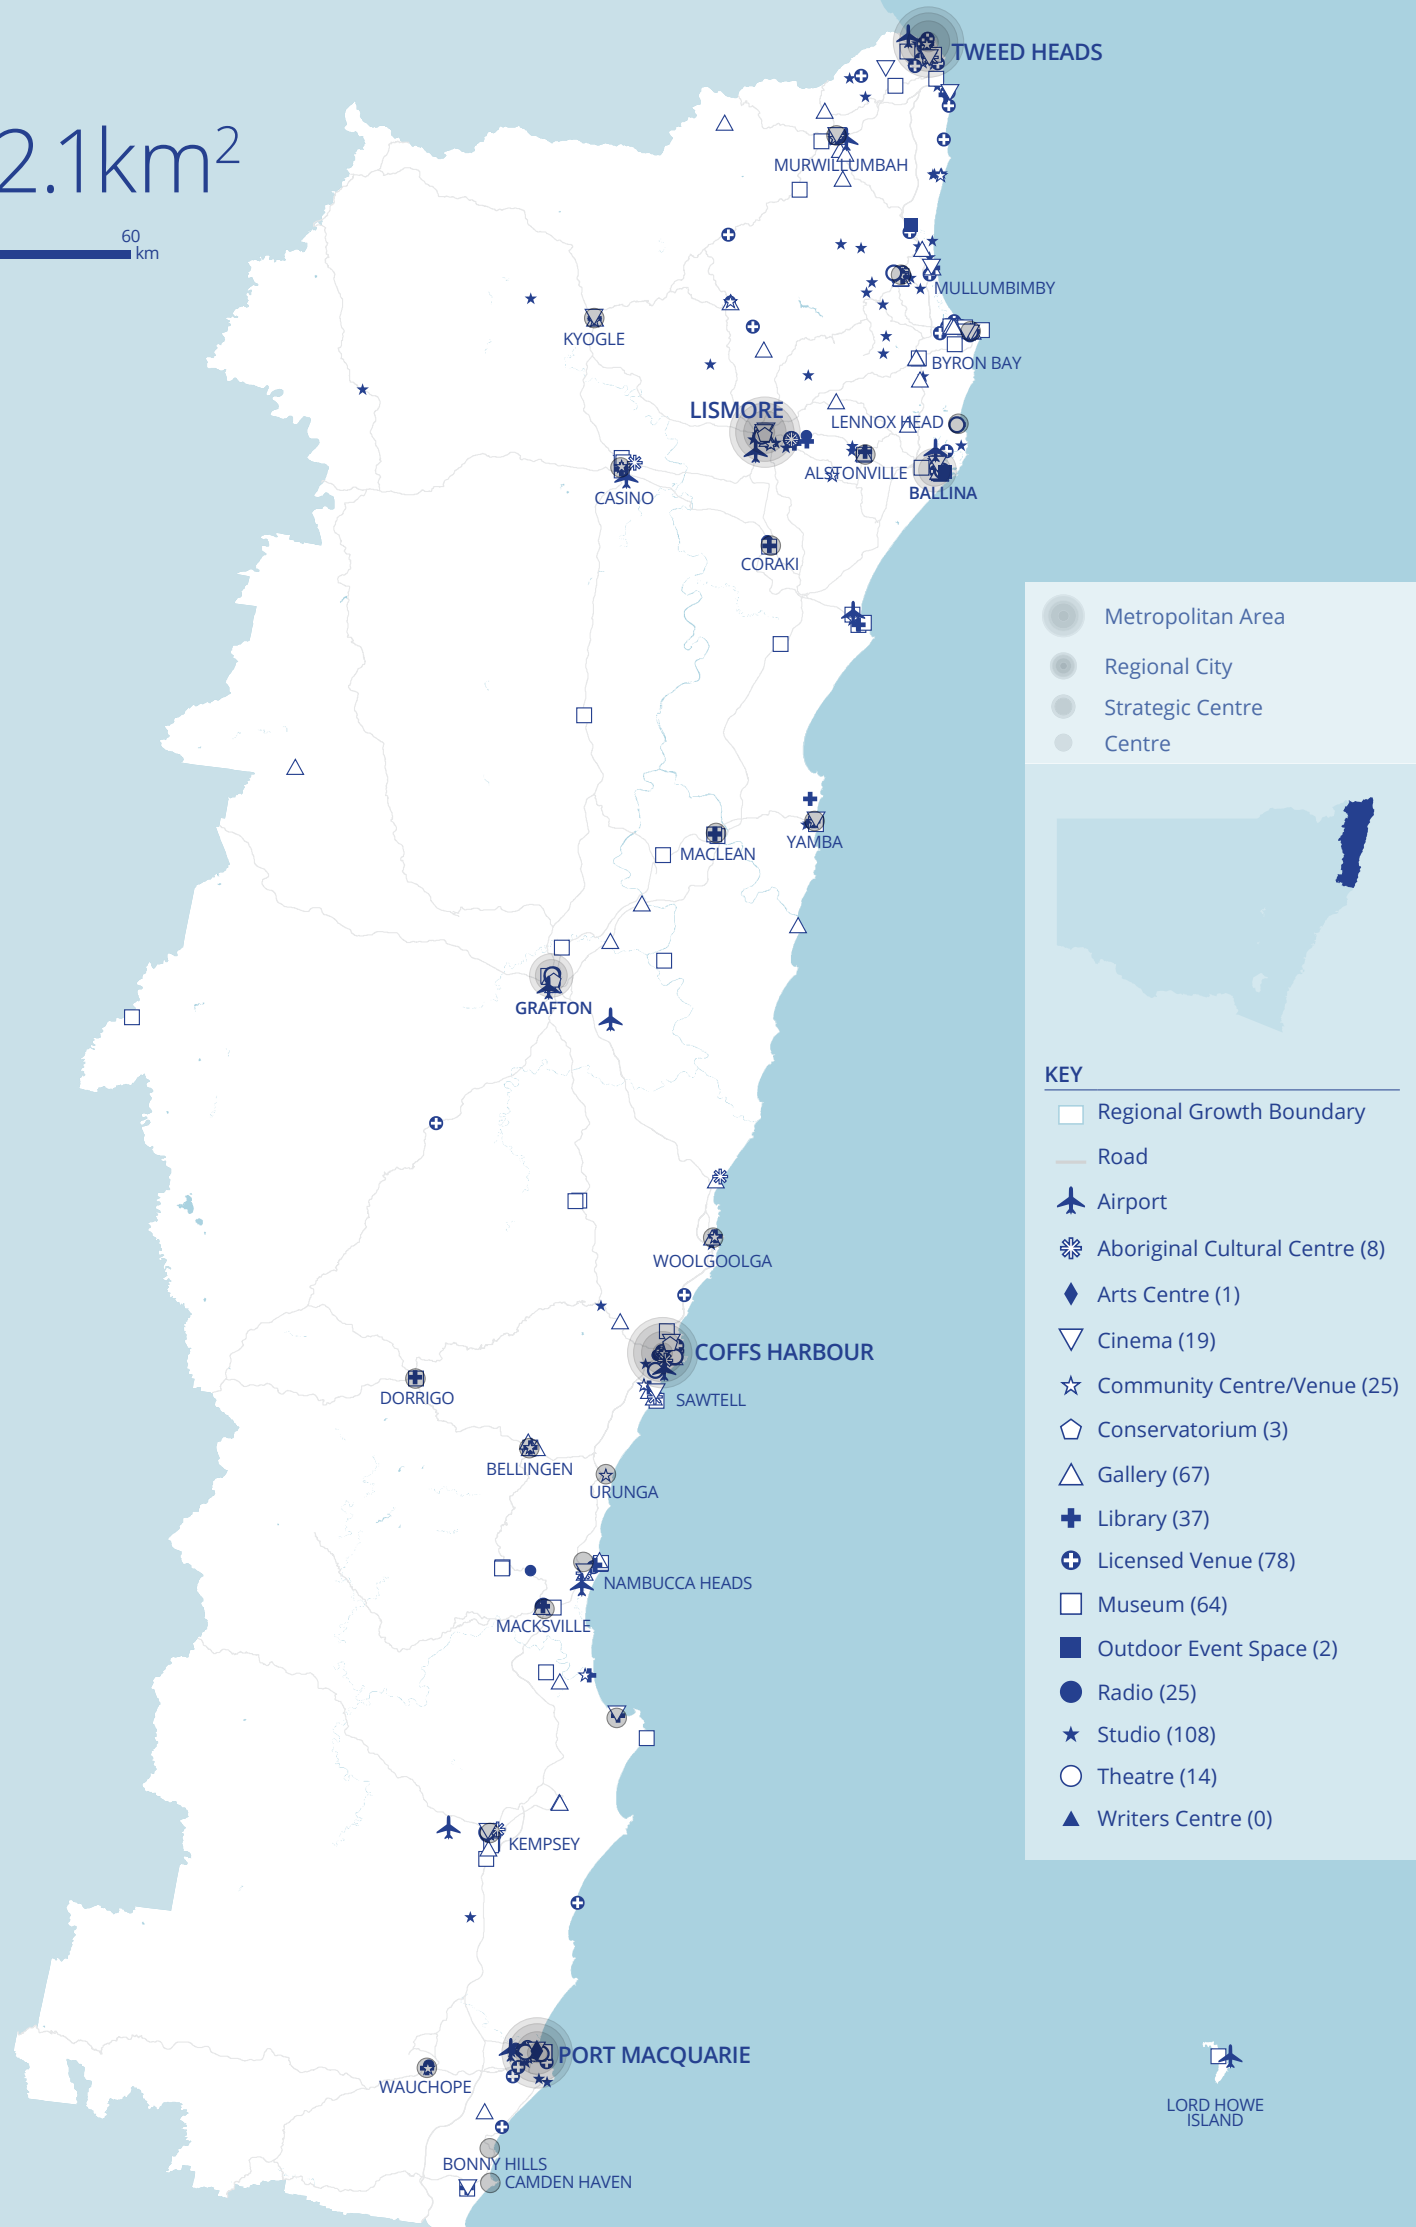 TWEED HEADS
2.1km²
MURWILLUMBAH
60
km
MULLUMBIMBY
KYOGLE
BYRON BAY
LISMORE
LENNOX HEAD
ALSTONVILLE
BALLINA
CASINO
CORAKI
Metropolitan Area
Regional City
Strategic Centre
Centre
YAMBA
MACLEAN
GRAFTON
WOOLGOOLGA
COFFS HARBOUR
DORRIGO
SAWTELL
BELLINGEN
URUNGA
NAMBUCCA HEADS
MACKSVILLE
KEMPSEY
PORT MACQUARIE
WAUCHOPE
BONNY HILLS
CAMDEN HAVEN
KEY
Regional Growth Boundary
Road
Airport
Aboriginal Cultural Centre (8)
Arts Centre (1)
Cinema (19)
Community Centre/Venue (25)
Conservatorium (3)
Gallery (67)
Library (37)
Licensed Venue (78)
Museum (64)
Outdoor Event Space (2)
Radio (25)
Studio (108)
Theatre (14)
Writers Centre (0)
LORD HOWE
ISLAND